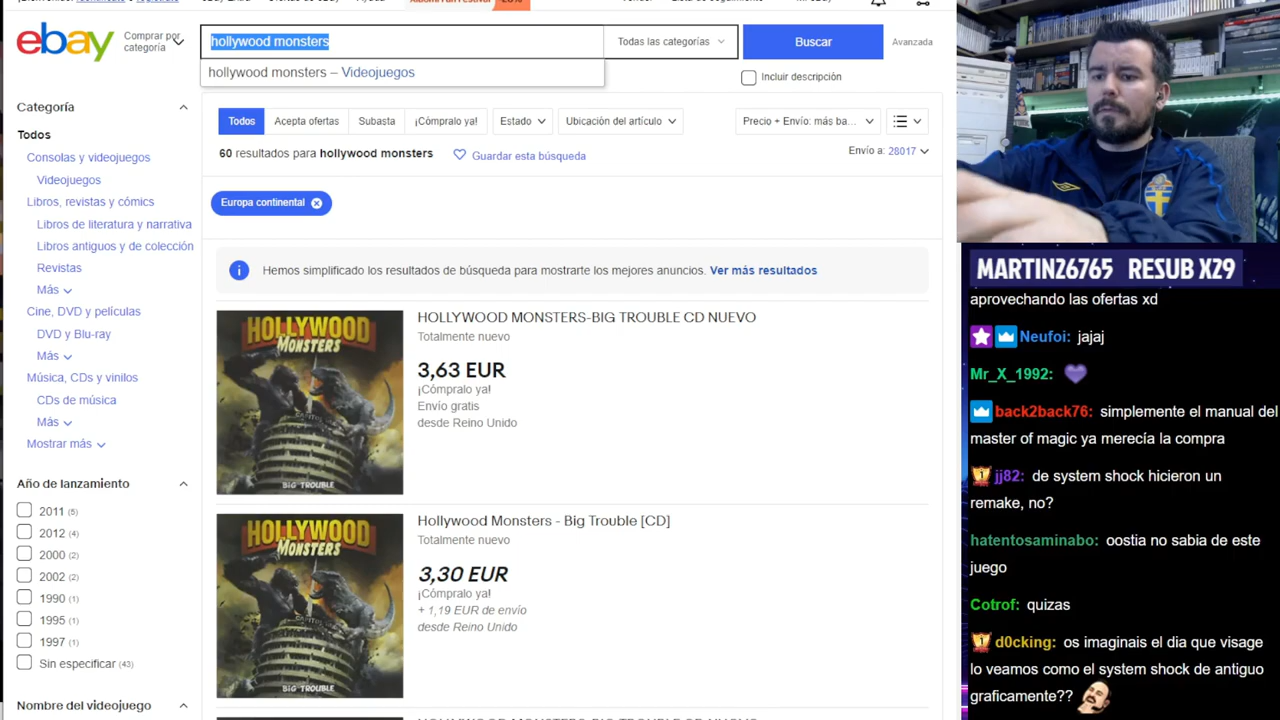 identifícate o regístrate
ebay
Comprar por
categoría
hollywood monsters
Todas las categorías
Buscar
Avanzada
hollywood monsters – Videojuegos
Incluir descripción
Categoría
Todos
Consolas y videojuegos
Videojuegos
Libros, revistas y cómics
Libros de literatura y narrativa
Libros antiguos y de colección
Revistas
Más
Cine, DVD y películas
DVD y Blu-ray
Más
Música, CDs y vinilos
CDs de música
Más
Mostrar más
Año de lanzamiento
2011 (5)
2012 (4)
2000 (2)
2002 (2)
1990 (1)
1995 (1)
1997 (1)
Sin especificar (43)
Nombre del videojuego
Todos
Acepta ofertas
Subasta
¡Cómpralo ya!
Estado
Ubicación del artículo
Precio + Envío: más ba...
60 resultados para hollywood monsters
Guardar esta búsqueda
Envío a: 28017
Europa continental
Hemos simplificado los resultados de búsqueda para mostrarte los mejores anuncios. Ver más resultados
HOLLYWOOD
MONSTERS
BIG TROUBLE
HOLLYWOOD MONSTERS-BIG TROUBLE CD NUEVO
Totalmente nuevo
3,63 EUR
¡Cómpralo ya!
Envío gratis
desde Reino Unido
HOLLYWOOD
MONSTERS
BIG TROUBLE
Hollywood Monsters - Big Trouble [CD]
Totalmente nuevo
3,30 EUR
¡Cómpralo ya!
+ 1,19 EUR de envío
desde Reino Unido
HOLLYWOOD MONSTERS-BIG TROUBLE CD NUEVO
MARTIN26765 RESUB X29
aprovechando las ofertas xd
Neufoi: jajaj
Mr_X_1992:
back2back76: simplemente el manual del
master of magic ya merecía la compra
jj82: de system shock hicieron un
remake, no?
hatentosaminabo: oostia no sabia de este
juego
Cotrof: quizas
d0cking: os imaginais el dia que visage
lo veamos como el system shock de antiguo
graficamente??